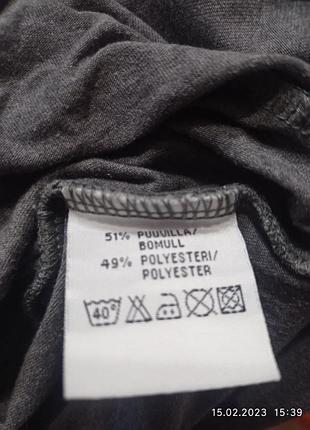 51% PUUVILLA/
BOMULL
49% POLYESTERI/
POLYESTER
40°
15.02.2023 15:39